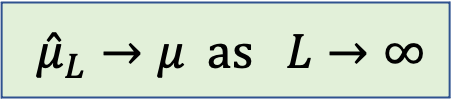 μ̂_L → μ as L → ∞